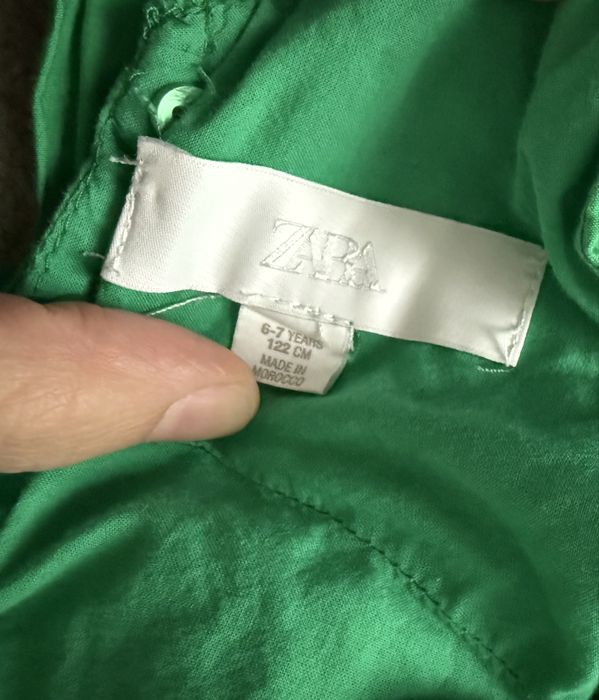 ZARA
6-7 YEARS
122 CM
MADE IN
MOROCCO